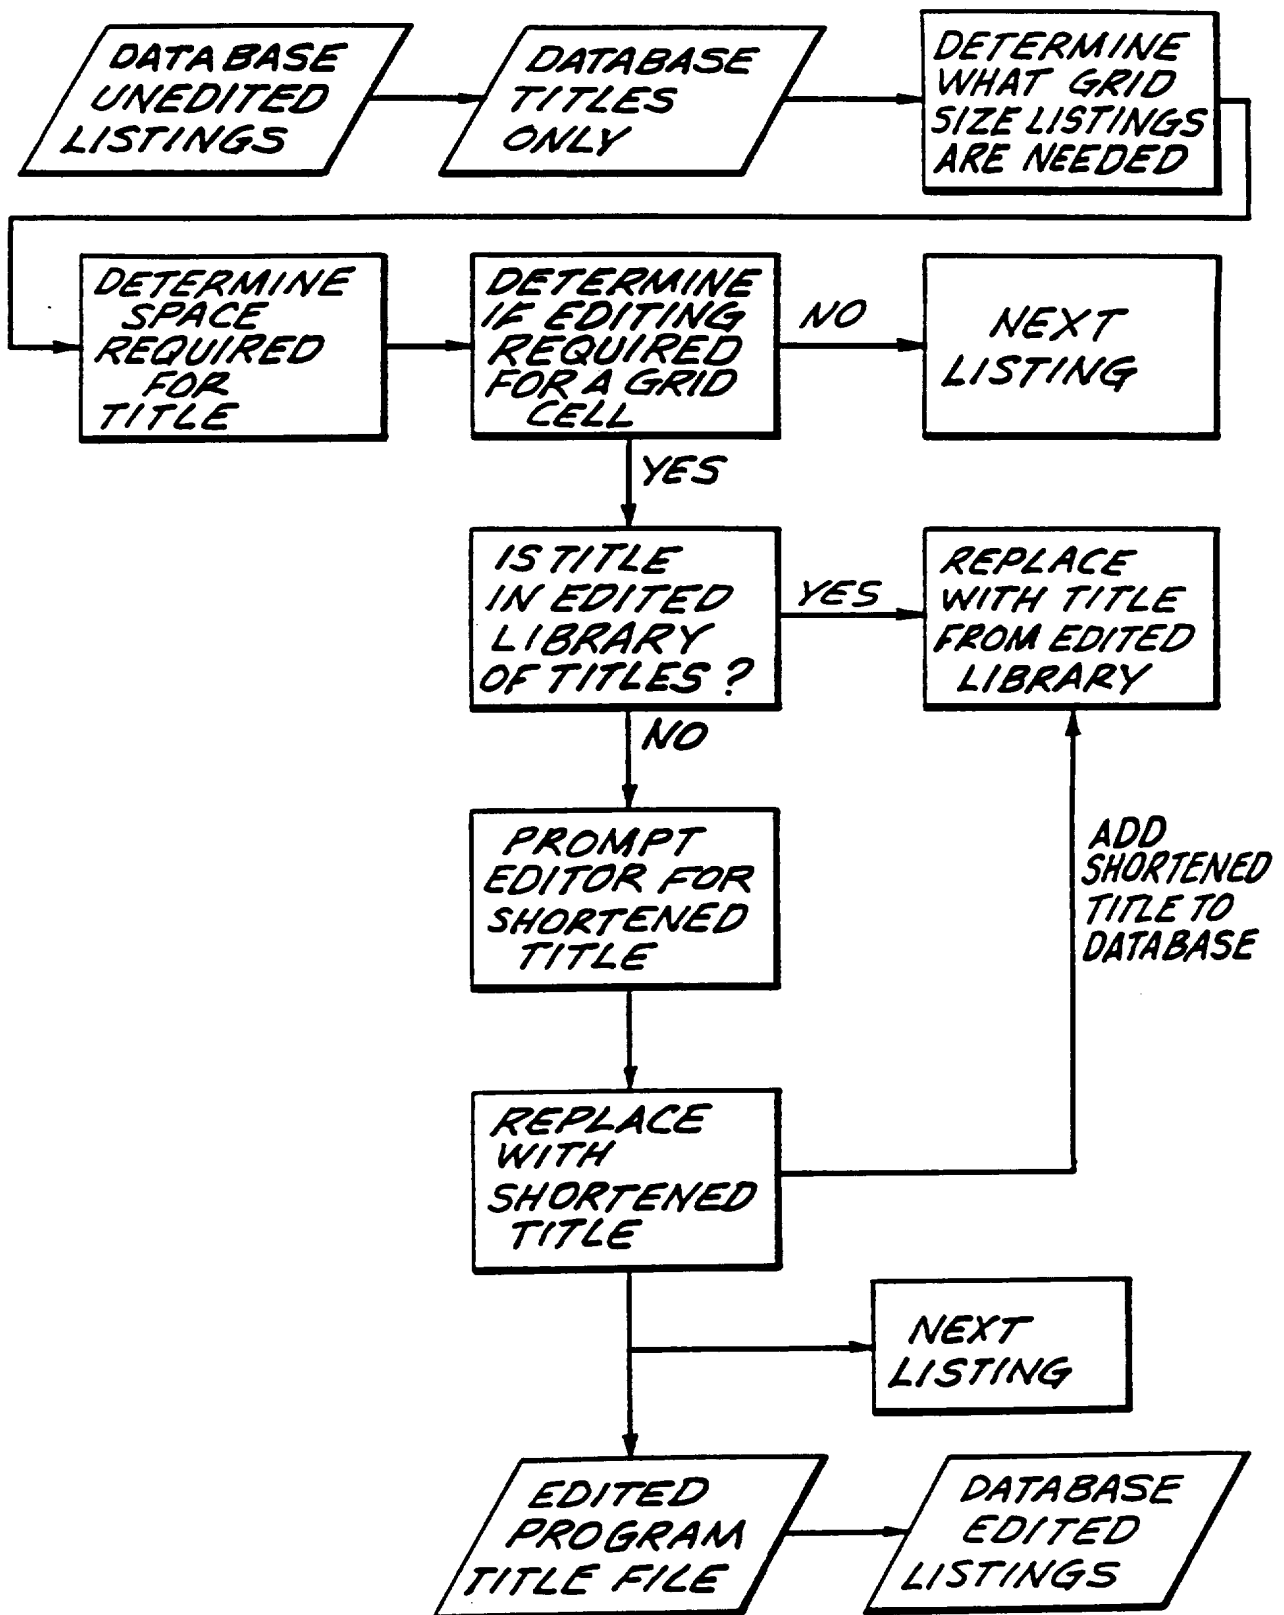 DATABASE
UNEDITED
LISTINGS
DATABASE
TITLES
ONLY
DETERMINE
WHAT GRID
SIZE LISTINGS
ARE NEEDED
DETERMINE
SPACE
REQUIRED
FOR
TITLE
DETERMINE
IF EDITING
REQUIRED
FOR A GRID
CELL
NO
NEXT
LISTING
YES
IS TITLE
IN EDITED
LIBRARY
OF TITLES ?
YES
REPLACE
WITH TITLE
FROM EDITED
LIBRARY
NO
PROMPT
EDITOR FOR
SHORTENED
TITLE
ADD
SHORTENED
TITLE TO
DATABASE
REPLACE
WITH
SHORTENED
TITLE
NEXT
LISTING
EDITED
PROGRAM
TITLE FILE
DATABASE
EDITED
LISTINGS